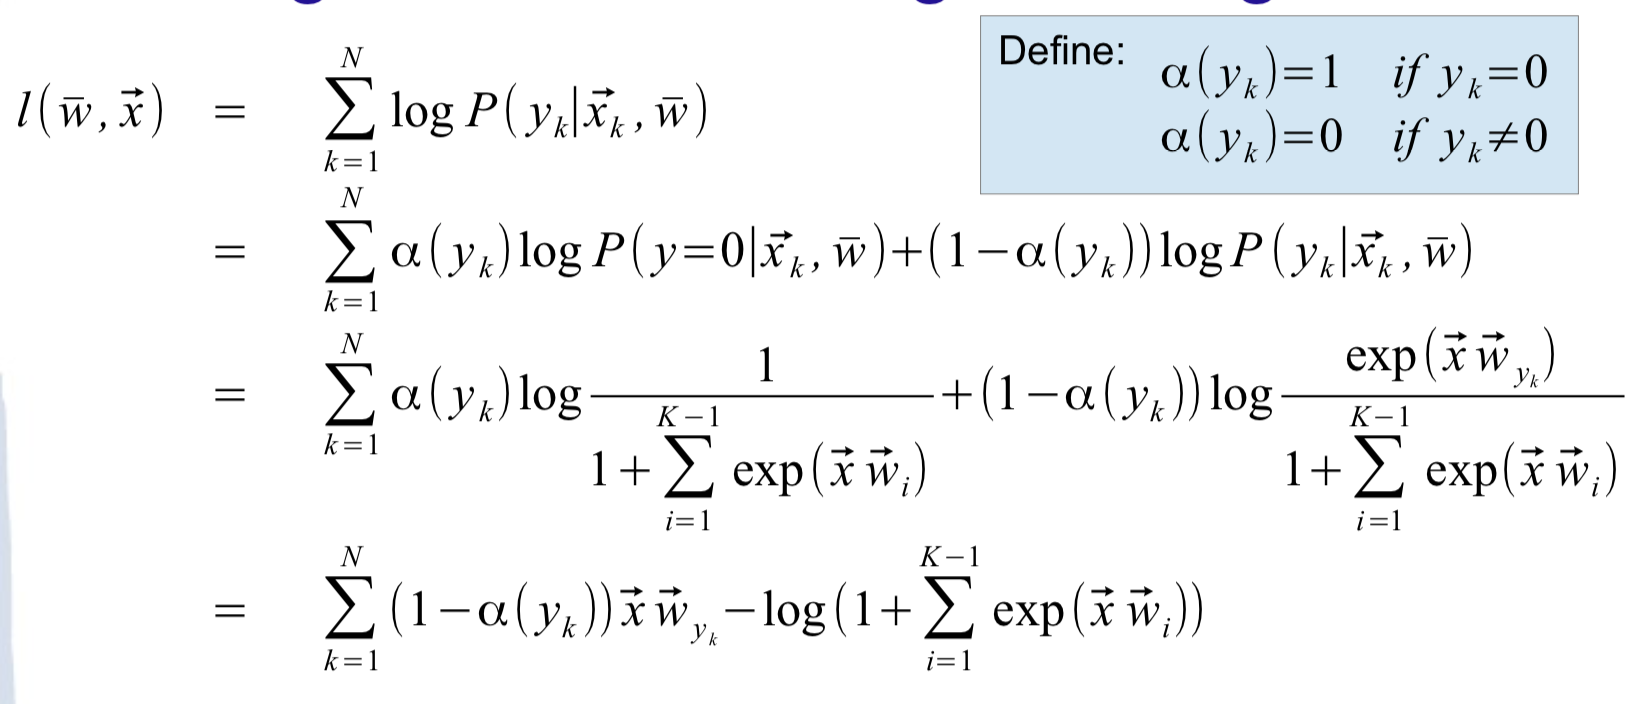 Define: α(y_k)=1 if y_k=0
α(y_k)=0 if y_k≠0
l(w̄, x⃗) = ∑_{k=1}^{N} log P(y_k|x⃗_k, w̄)
= ∑_{k=1}^{N} α(y_k) log P(y=0|x⃗_k, w̄)+(1−α(y_k)) log P(y_k|x⃗_k, w̄)
= ∑_{k=1}^{N} α(y_k) log 1/(1+∑_{i=1}^{K−1} exp(x⃗ w⃗_i)) +(1−α(y_k)) log exp(x⃗ w⃗_{y_k})/(1+∑_{i=1}^{K−1} exp(x⃗ w⃗_i))
= ∑_{k=1}^{N} (1−α(y_k)) x⃗ w⃗_{y_k} −log(1+∑_{i=1}^{K−1} exp(x⃗ w⃗_i))